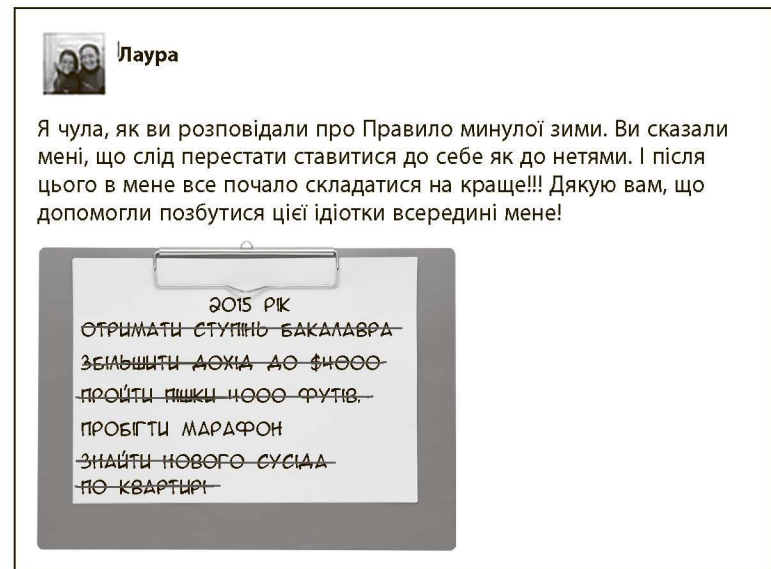 Лаура
Я чула, як ви розповідали про Правило минулої зими. Ви сказали
мені, що слід перестати ставитися до себе як до нетями. І після
цього в мене все почало складатися на краще!!! Дякую вам, що
допомогли позбутися цієї ідіотки всередині мене!
2015 РІК
ОТРИМАТИ СТУПІНЬ БАКАЛАВРА
ЗБІЛЬШИТИ ДОХІД ДО $4000
ПРОЙТИ ПІШКИ 4000 ФУТІВ.
ПРОБІГТИ МАРАФОН
ЗНАЙТИ НОВОГО СУСІДА
ПО КВАРТИРІ